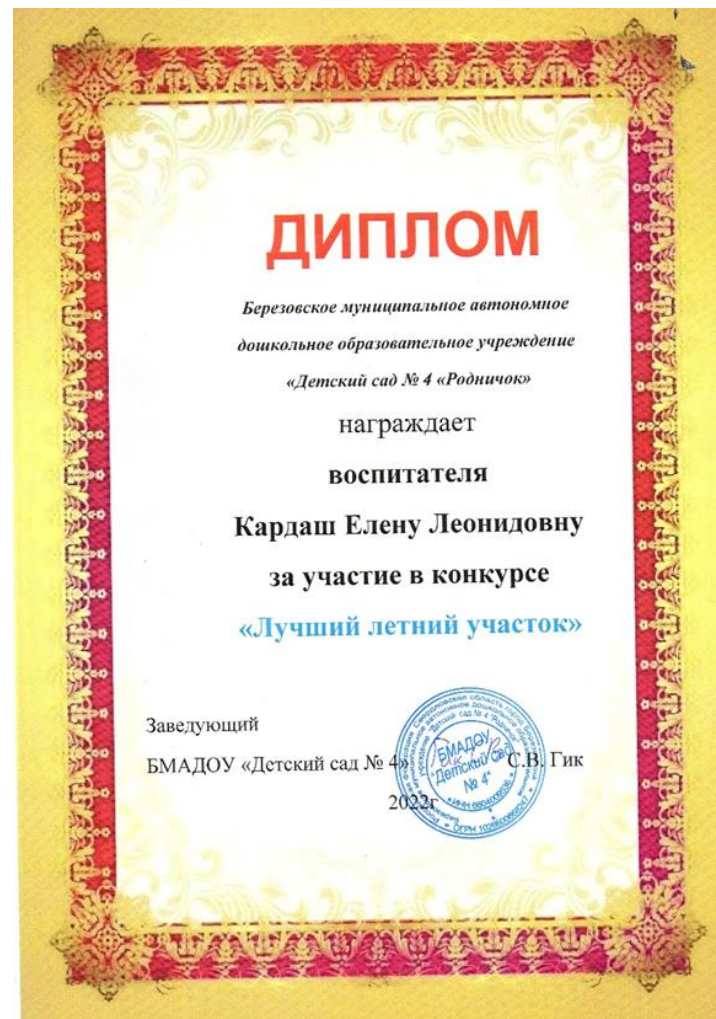 ДИПЛОМ
Березовское муниципальное автономное
дошкольное образовательное учреждение
«Детский сад № 4 «Родничок»
награждает
воспитателя
Кардаш Елену Леонидовну
за участие в конкурсе
«Лучший летний участок»
Заведующий
БМАДОУ «Детский сад № 4» С.В. Гик
2022г
БМАДОУ
"Детский сад
№ 4"